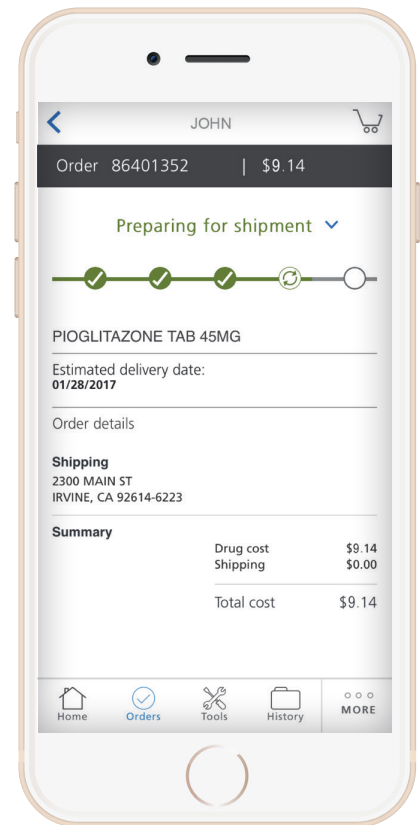 JOHN
Order 86401352 | $9.14
Preparing for shipment
PIOGLITAZONE TAB 45MG
Estimated delivery date:
01/28/2017
Order details
Shipping
2300 MAIN ST
IRVINE, CA 92614-6223
Summary
Drug cost $9.14
Shipping $0.00
Total cost $9.14
Home Orders Tools History MORE